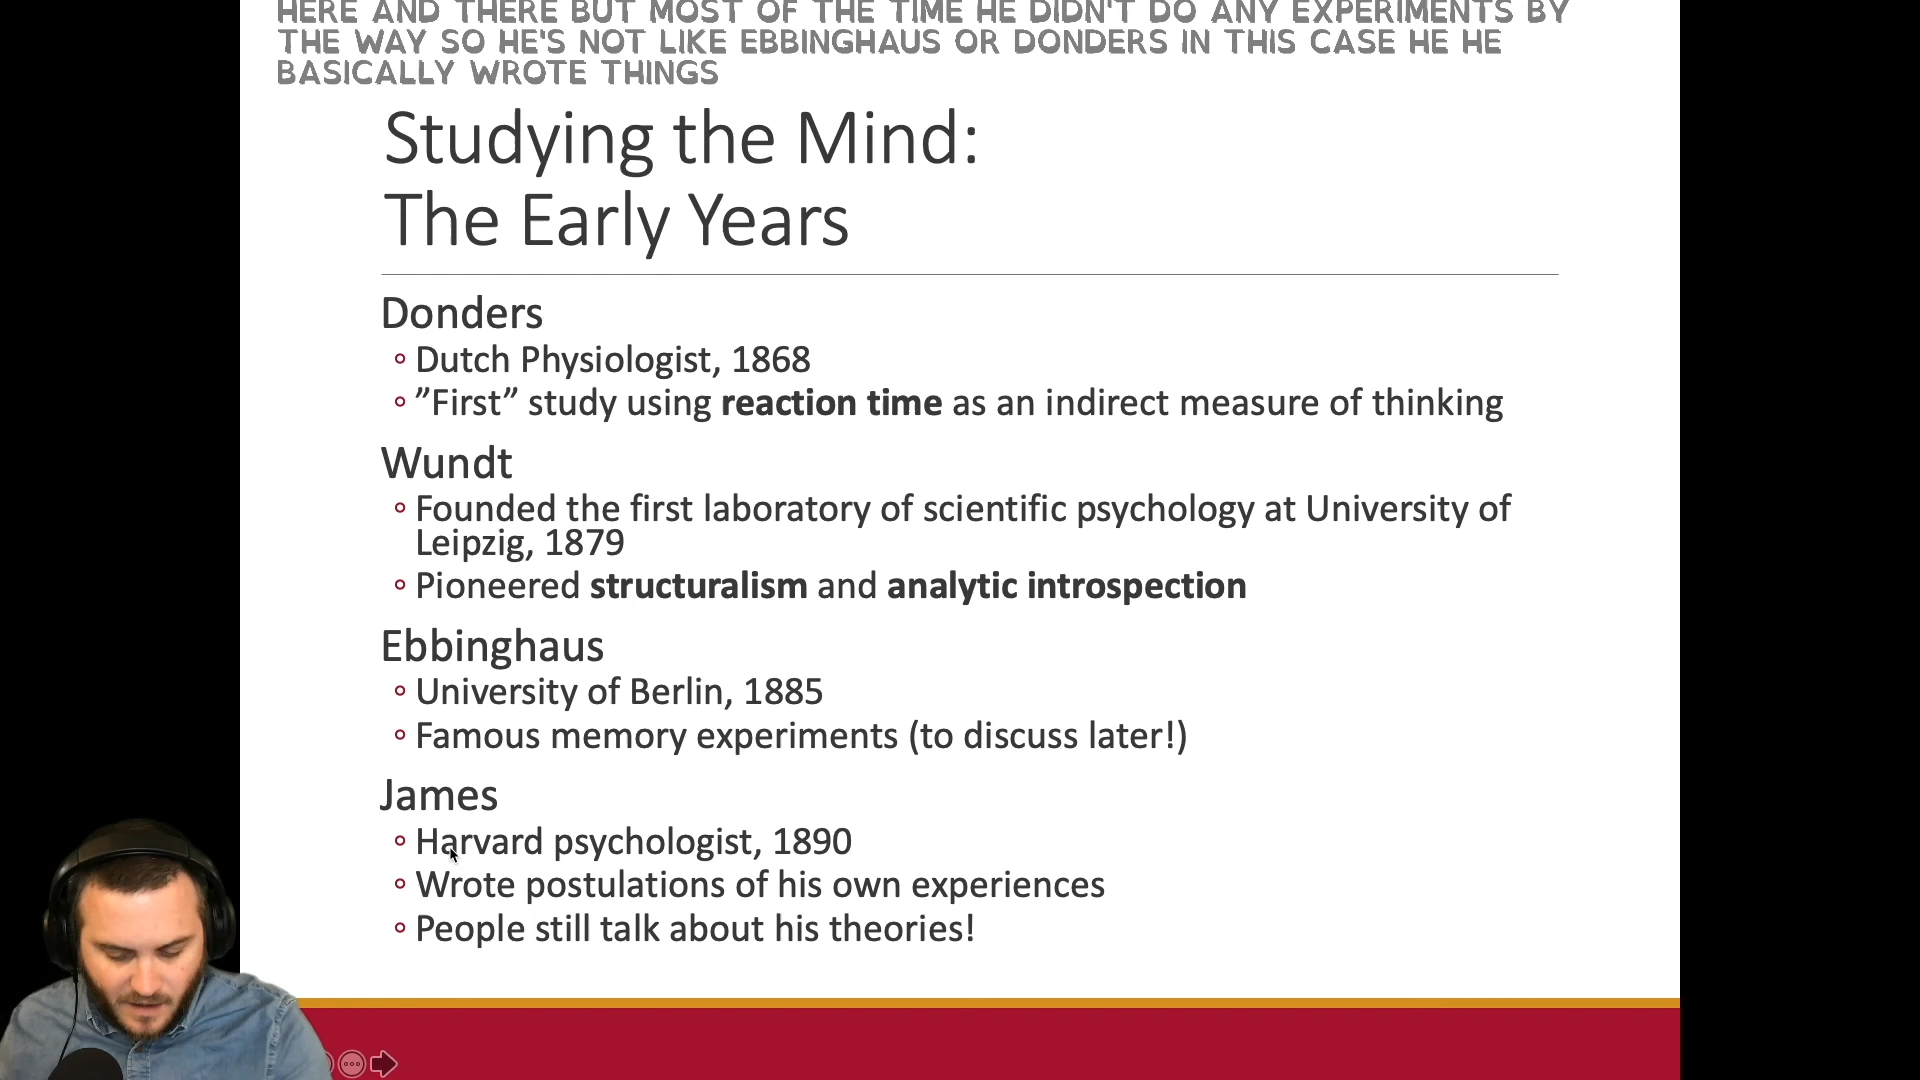 HERE AND THERE BUT MOST OF THE TIME HE DIDN'T DO ANY EXPERIMENTS BY
THE WAY SO HE'S NOT LIKE EBBINGHAUS OR DONDERS IN THIS CASE HE HE
BASICALLY WROTE THINGS
Studying the Mind:
The Early Years
Donders
Dutch Physiologist, 1868
”First” study using reaction time as an indirect measure of thinking
Wundt
Founded the first laboratory of scientific psychology at University of
Leipzig, 1879
Pioneered structuralism and analytic introspection
Ebbinghaus
University of Berlin, 1885
Famous memory experiments (to discuss later!)
James
Harvard psychologist, 1890
Wrote postulations of his own experiences
People still talk about his theories!